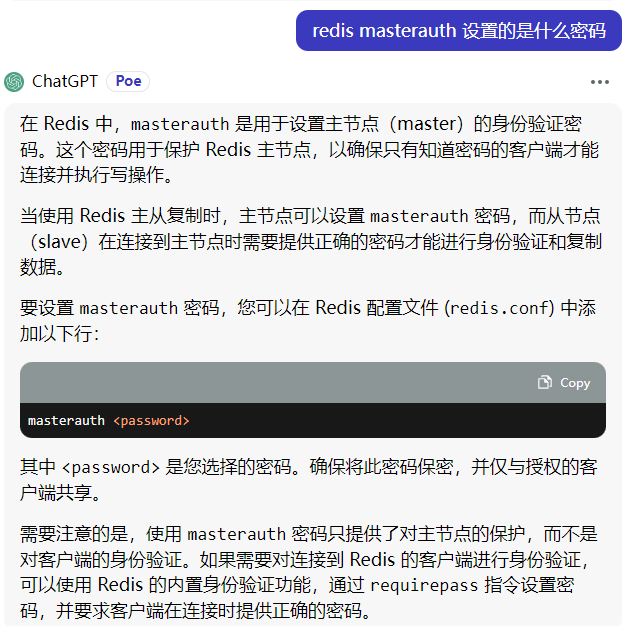 redis masterauth 设置的是什么密码
ChatGPT Poe
在 Redis 中，masterauth 是用于设置主节点（master）的身份验证密
码。这个密码用于保护 Redis 主节点，以确保只有知道密码的客户端才能
连接并执行写操作。
当使用 Redis 主从复制时，主节点可以设置 masterauth 密码，而从节点
（slave）在连接到主节点时需要提供正确的密码才能进行身份验证和复制
数据。
要设置 masterauth 密码，您可以在 Redis 配置文件 (redis.conf) 中添
加以下行：
Copy
masterauth <password>
其中 <password> 是您选择的密码。确保将此密码保密，并仅与授权的客
户端共享。
需要注意的是，使用 masterauth 密码只提供了对主节点的保护，而不是
对客户端的身份验证。如果需要对连接到 Redis 的客户端进行身份验证，
可以使用 Redis 的内置身份验证功能，通过 requirepass 指令设置密
码，并要求客户端在连接时提供正确的密码。